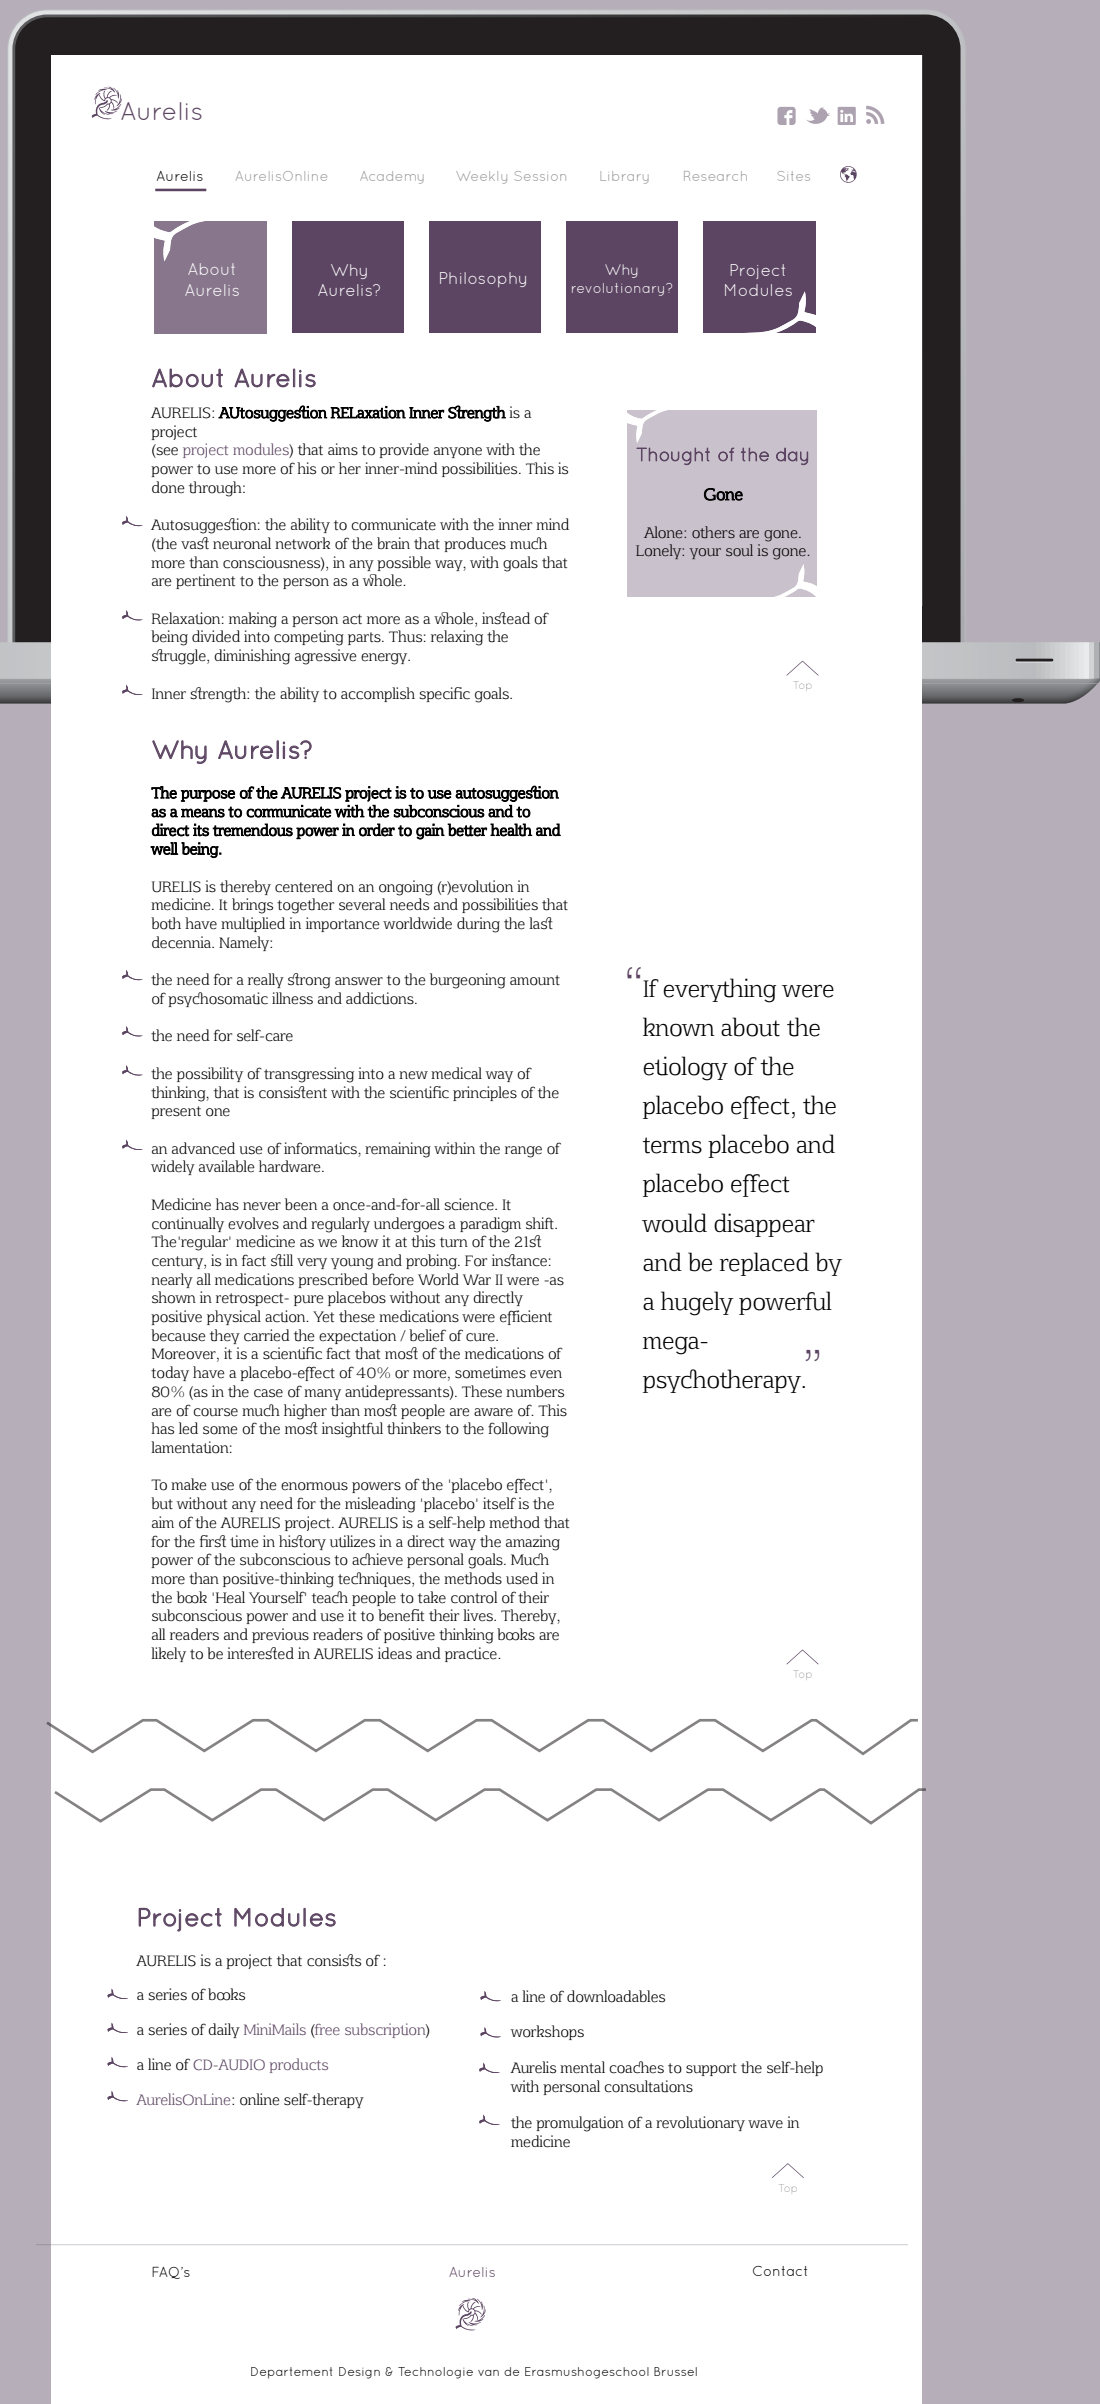 Aurelis
Aurelis AurelisOnline Academy Weekly Session Library Research Sites
About
Aurelis
Why
Aurelis?
Philosophy
Why
revolutionary?
Project
Modules
About Aurelis
AURELIS: AUtosuggestion RELaxation Inner Strength is a
project
(see project modules) that aims to provide anyone with the
power to use more of his or her inner-mind possibilities. This is
done through:
Autosuggestion: the ability to communicate with the inner mind
(the vast neuronal network of the brain that produces much
more than consciousness), in any possible way, with goals that
are pertinent to the person as a whole.
Relaxation: making a person act more as a whole, instead of
being divided into competing parts. Thus: relaxing the
struggle, diminishing agressive energy.
Inner strength: the ability to accomplish specific goals.
Thought of the day
Gone
Alone: others are gone.
Lonely: your soul is gone.
Top
Why Aurelis?
The purpose of the AURELIS project is to use autosuggestion
as a means to communicate with the subconscious and to
direct its tremendous power in order to gain better health and
well being.
URELIS is thereby centered on an ongoing (r)evolution in
medicine. It brings together several needs and possibilities that
both have multiplied in importance worldwide during the last
decennia. Namely:
the need for a really strong answer to the burgeoning amount
of psychosomatic illness and addictions.
the need for self-care
the possibility of transgressing into a new medical way of
thinking, that is consistent with the scientific principles of the
present one
an advanced use of informatics, remaining within the range of
widely available hardware.
Medicine has never been a once-and-for-all science. It
continually evolves and regularly undergoes a paradigm shift.
The'regular' medicine as we know it at this turn of the 21st
century, is in fact still very young and probing. For instance:
nearly all medications prescribed before World War II were -as
shown in retrospect- pure placebos without any directly
positive physical action. Yet these medications were efficient
because they carried the expectation / belief of cure.
Moreover, it is a scientific fact that most of the medications of
today have a placebo-effect of 40% or more, sometimes even
80% (as in the case of many antidepressants). These numbers
are of course much higher than most people are aware of. This
has led some of the most insightful thinkers to the following
lamentation:
To make use of the enormous powers of the 'placebo effect',
but without any need for the misleading 'placebo' itself is the
aim of the AURELIS project. AURELIS is a self-help method that
for the first time in history utilizes in a direct way the amazing
power of the subconscious to achieve personal goals. Much
more than positive-thinking techniques, the methods used in
the book 'Heal Yourself' teach people to take control of their
subconscious power and use it to benefit their lives. Thereby,
all readers and previous readers of positive thinking books are
likely to be interested in AURELIS ideas and practice.
“If everything were
known about the
etiology of the
placebo effect, the
terms placebo and
placebo effect
would disappear
and be replaced by
a hugely powerful
mega-
psychotherapy.”
Top
Project Modules
AURELIS is a project that consists of :
a series of books
a series of daily MiniMails (free subscription)
a line of CD-AUDIO products
AurelisOnLine: online self-therapy
a line of downloadables
workshops
Aurelis mental coaches to support the self-help
with personal consultations
the promulgation of a revolutionary wave in
medicine
Top
FAQ's Aurelis Contact
Departement Design & Technologie van de Erasmushogeschool Brussel